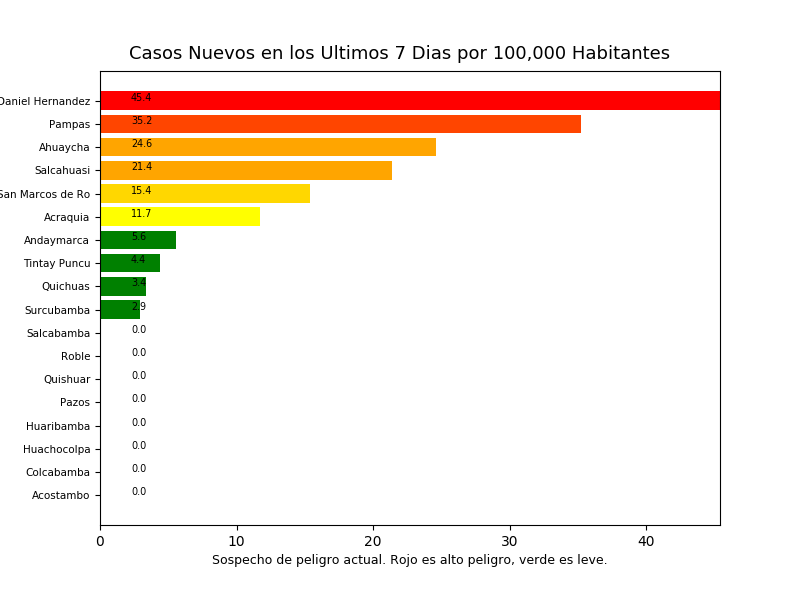 Casos Nuevos en los Ultimos 7 Dias por 100,000 Habitantes
Daniel Hernandez 45.4
Pampas 35.2
Ahuaycha 24.6
Salcahuasi 21.4
San Marcos de Ro 15.4
Acraquia 11.7
Andaymarca 5.6
Tintay Puncu 4.4
Quichuas 3.4
Surcubamba 2.9
Salcabamba 0.0
Roble 0.0
Quishuar 0.0
Pazos 0.0
Huaribamba 0.0
Huachocolpa 0.0
Colcabamba 0.0
Acostambo 0.0
0 10 20 30 40
Sospecho de peligro actual. Rojo es alto peligro, verde es leve.